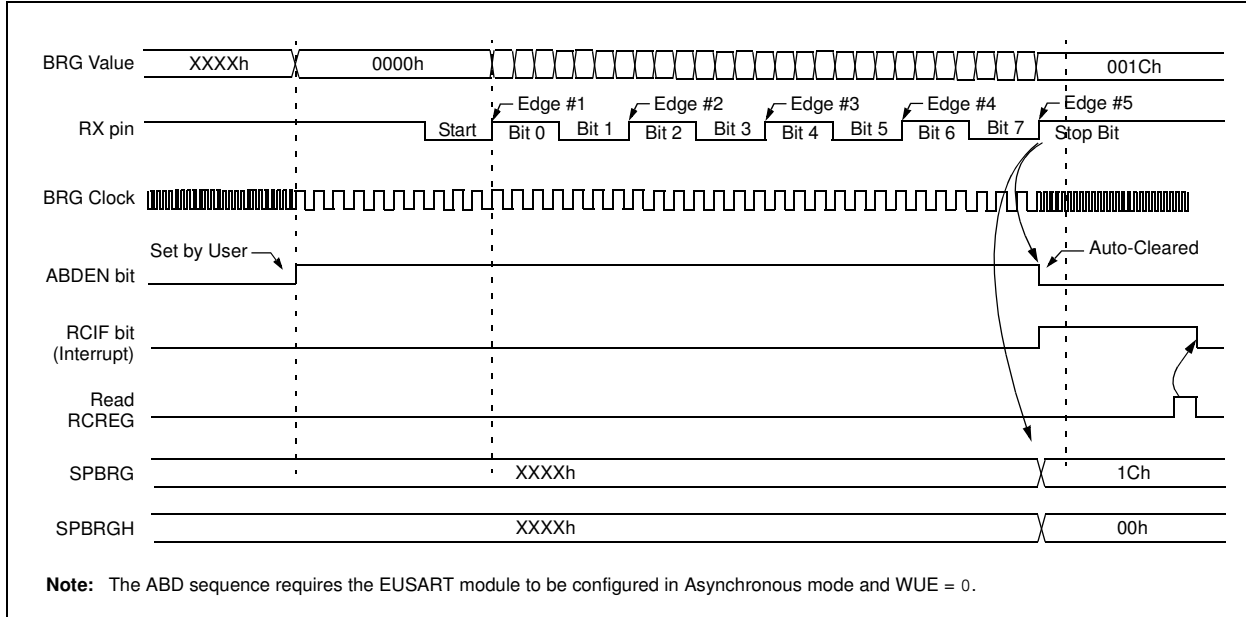 BRG Value XXXXh 0000h 001Ch
Edge #1 Edge #2 Edge #3 Edge #4 Edge #5
RX pin Start Bit 0 Bit 1 Bit 2 Bit 3 Bit 4 Bit 5 Bit 6 Bit 7 Stop Bit
BRG Clock
Set by User Auto-Cleared
ABDEN bit
RCIF bit
(Interrupt)
Read
RCREG
SPBRG XXXXh 1Ch
SPBRGH XXXXh 00h
Note: The ABD sequence requires the EUSART module to be configured in Asynchronous mode and WUE = 0.